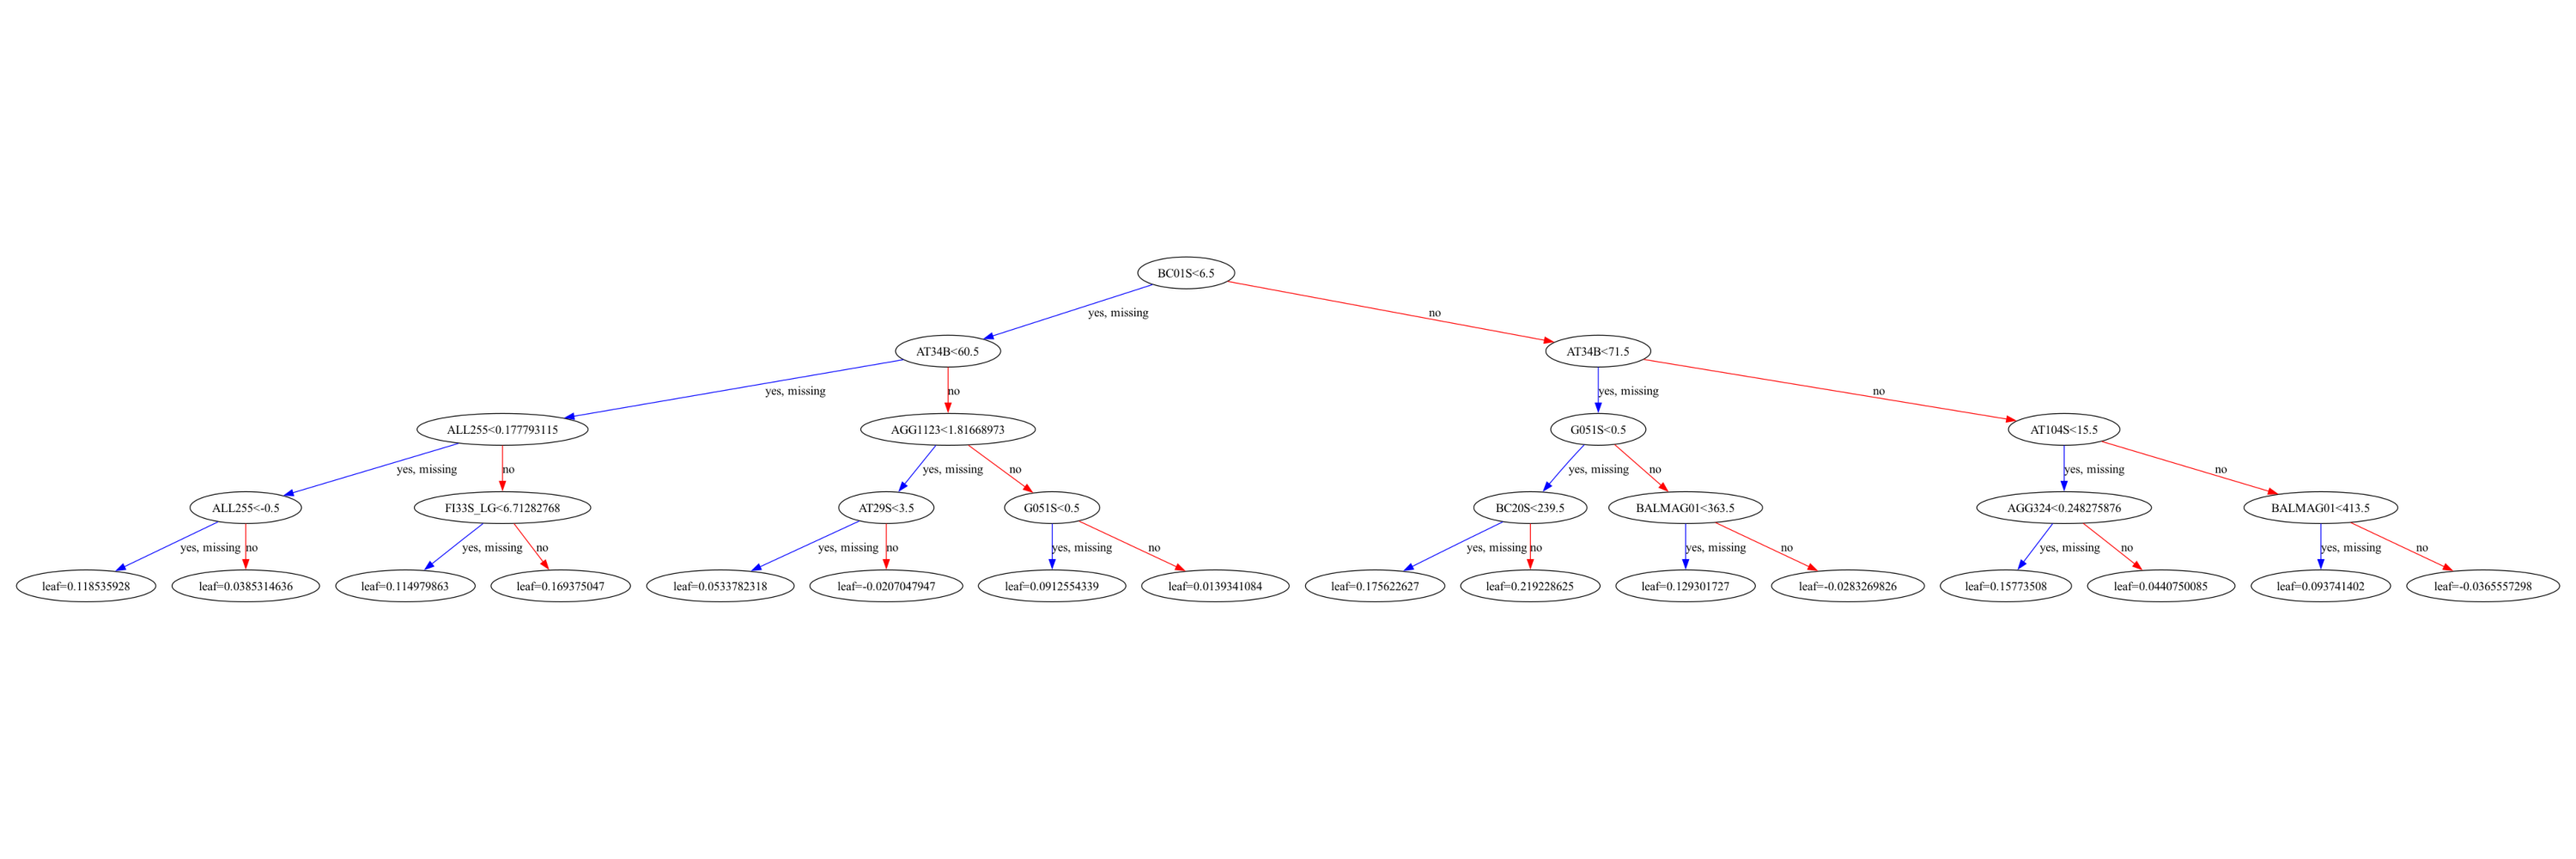 BC01S<6.5
yes, missing
no
AT34B<60.5
AT34B<71.5
yes, missing
no
yes, missing
no
ALL255<0.177793115
AGG1123<1.81668973
G051S<0.5
AT104S<15.5
yes, missing
no
yes, missing
no
yes, missing
no
yes, missing
no
ALL255<-0.5
FI33S_LG<6.71282768
AT29S<3.5
G051S<0.5
BC20S<239.5
BALMAG01<363.5
AGG324<0.248275876
BALMAG01<413.5
yes, missing
no
yes, missing
no
yes, missing
no
yes, missing
no
yes, missing
no
yes, missing
no
yes, missing
no
yes, missing
no
leaf=0.118535928
leaf=0.0385314636
leaf=0.114979863
leaf=0.169375047
leaf=0.0533782318
leaf=-0.0207047947
leaf=0.0912554339
leaf=0.0139341084
leaf=0.175622627
leaf=0.219228625
leaf=0.129301727
leaf=-0.0283269826
leaf=0.15773508
leaf=0.0440750085
leaf=0.093741402
leaf=-0.0365557298